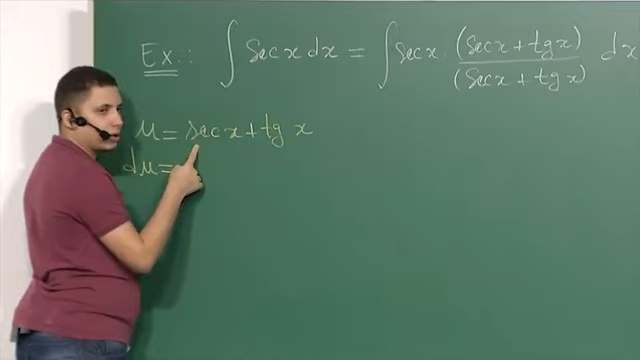 Ex.: ∫ sec x dx = ∫ sec x · (sec x + tg x) / (sec x + tg x) dx
u = sec x + tg x
du =